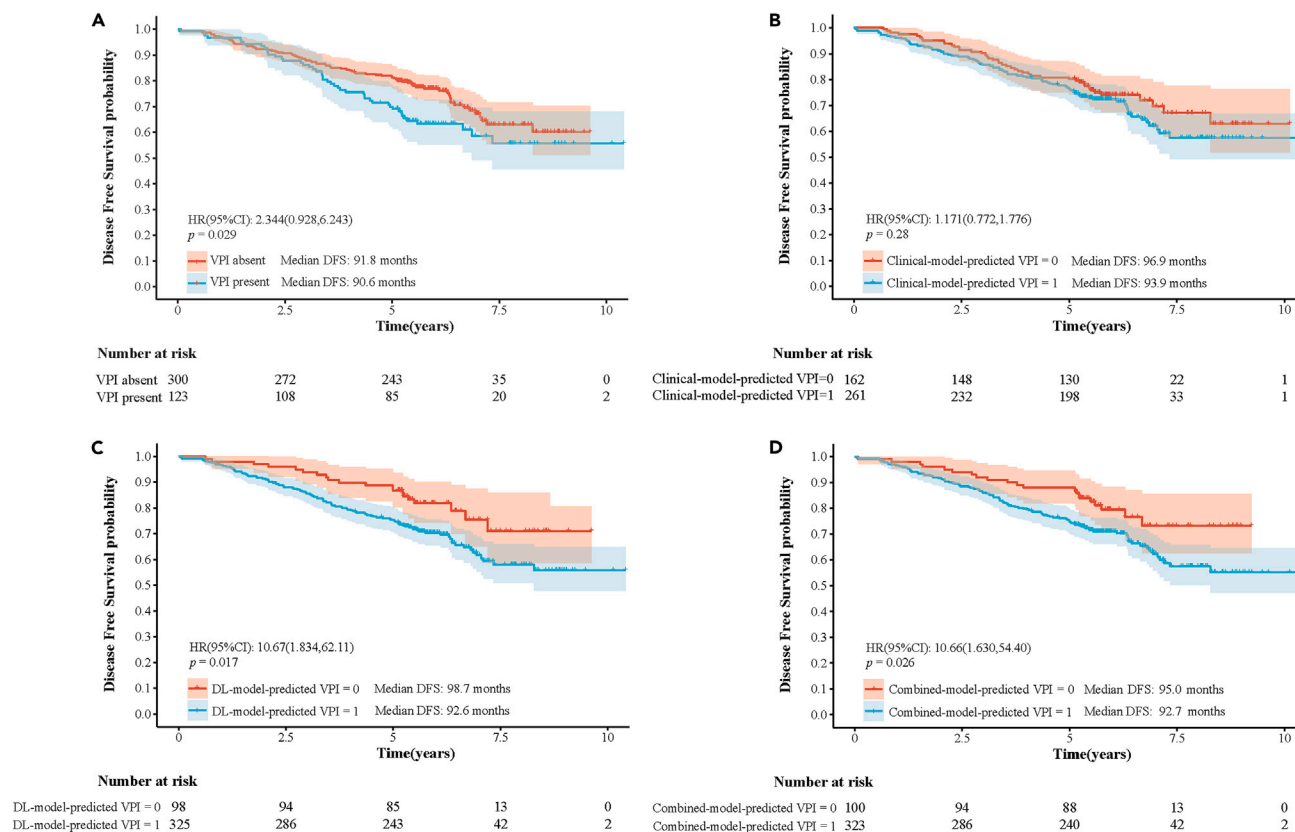 A
Disease Free Survival probability
1.0
0.9
0.8
0.7
0.6
0.5
0.4
0.3
0.2
0.1
0.0
HR(95%CI): 2.344(0.928,6.243)
p = 0.029
VPI absent Median DFS: 91.8 months
VPI present Median DFS: 90.6 months
0 2.5 5 7.5 10
Time(years)
Number at risk
VPI absent 300 272 243 35 0
VPI present 123 108 85 20 2
B
Disease Free Survival probability
1.0
0.9
0.8
0.7
0.6
0.5
0.4
0.3
0.2
0.1
0.0
HR(95%CI): 1.171(0.772,1.776)
p = 0.28
Clinical-model-predicted VPI = 0 Median DFS: 96.9 months
Clinical-model-predicted VPI = 1 Median DFS: 93.9 months
0 2.5 5 7.5 10
Time(years)
Number at risk
Clinical-model-predicted VPI=0 162 148 130 22 1
Clinical-model-predicted VPI=1 261 232 198 33 1
C
Disease Free Survival probability
1.0
0.9
0.8
0.7
0.6
0.5
0.4
0.3
0.2
0.1
0.0
HR(95%CI): 10.67(1.834,62.11)
p = 0.017
DL-model-predicted VPI = 0 Median DFS: 98.7 months
DL-model-predicted VPI = 1 Median DFS: 92.6 months
0 2.5 5 7.5 10
Time(years)
Number at risk
DL-model-predicted VPI = 0 98 94 85 13 0
DL-model-predicted VPI = 1 325 286 243 42 2
D
Disease Free Survival probability
1.0
0.9
0.8
0.7
0.6
0.5
0.4
0.3
0.2
0.1
0.0
HR(95%CI): 10.66(1.630,54.40)
p = 0.026
Combined-model-predicted VPI = 0 Median DFS: 95.0 months
Combined-model-predicted VPI = 1 Median DFS: 92.7 months
0 2.5 5 7.5 10
Time(years)
Number at risk
Combined-model-predicted VPI = 0 100 94 88 13 0
Combined-model-predicted VPI = 1 323 286 240 42 2